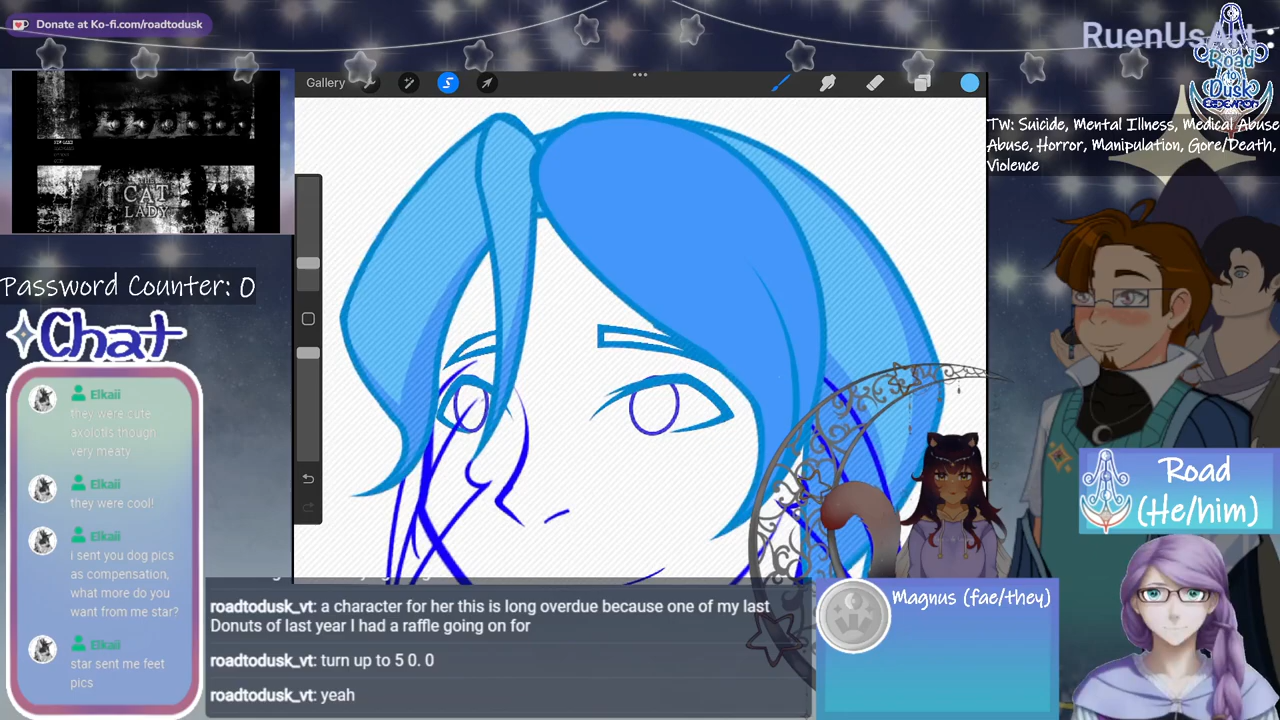 Donate at Ko-fi.com/roadtodusk
RuenUsArt :
Road
to
Dusk
Gallery
TW: Suicide, Mental Illness, Medical Abuse
Abuse, Horror, Manipulation, Gore/Death,
Violence
THE
CAT
LADY
Password Counter: 0
Chat
Elkaii
they were cute
axolotls though
very meaty
Elkaii
they were cool!
Elkaii
i sent you dog pics
as compensation,
what more do you
want from me star?
Elkaii
star sent me feet
pics
roadtodusk_vt: a character for her this is long overdue because one of my last
Donuts of last year I had a raffle going on for
roadtodusk_vt: turn up to 5 0. 0
roadtodusk_vt: yeah
Magnus (fae/they)
Road
(He/him)